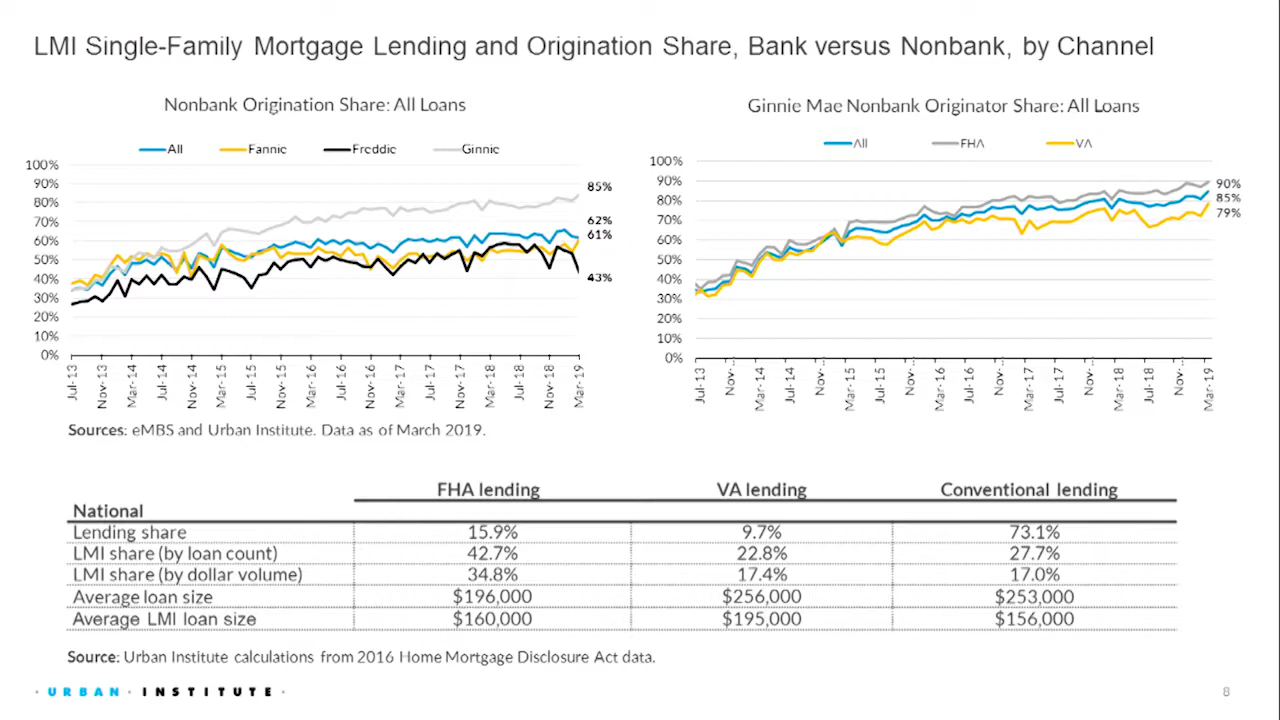 LMI Single-Family Mortgage Lending and Origination Share, Bank versus Nonbank, by Channel
Nonbank Origination Share: All Loans
All Fannie Freddie Ginnie
100%
90%
80%
70%
60%
50%
40%
30%
20%
10%
0%
85%
62%
61%
43%
Jul-13 Nov-13 Mar-14 Jul-14 Nov-14 Mar-15 Jul-15 Nov-15 Mar-16 Jul-16 Nov-16 Mar-17 Jul-17 Nov-17 Mar-18 Jul-18 Nov-18 Mar-19
Sources: eMBS and Urban Institute. Data as of March 2019.
Ginnie Mae Nonbank Originator Share: All Loans
All FHA VA
100%
90%
80%
70%
60%
50%
40%
30%
20%
10%
0%
90%
85%
79%
Jul-13 Nov-… Mar-14 Jul-14 Nov-… Mar-15 Jul-15 Nov-… Mar-16 Jul-16 Nov-… Mar-17 Jul-17 Nov-… Mar-18 Jul-18 Nov-… Mar-19
FHA lending VA lending Conventional lending
National
Lending share 15.9% 9.7% 73.1%
LMI share (by loan count) 42.7% 22.8% 27.7%
LMI share (by dollar volume) 34.8% 17.4% 17.0%
Average loan size $196,000 $256,000 $253,000
Average LMI loan size $160,000 $195,000 $156,000
Source: Urban Institute calculations from 2016 Home Mortgage Disclosure Act data.
· URBAN · INSTITUTE ·
8